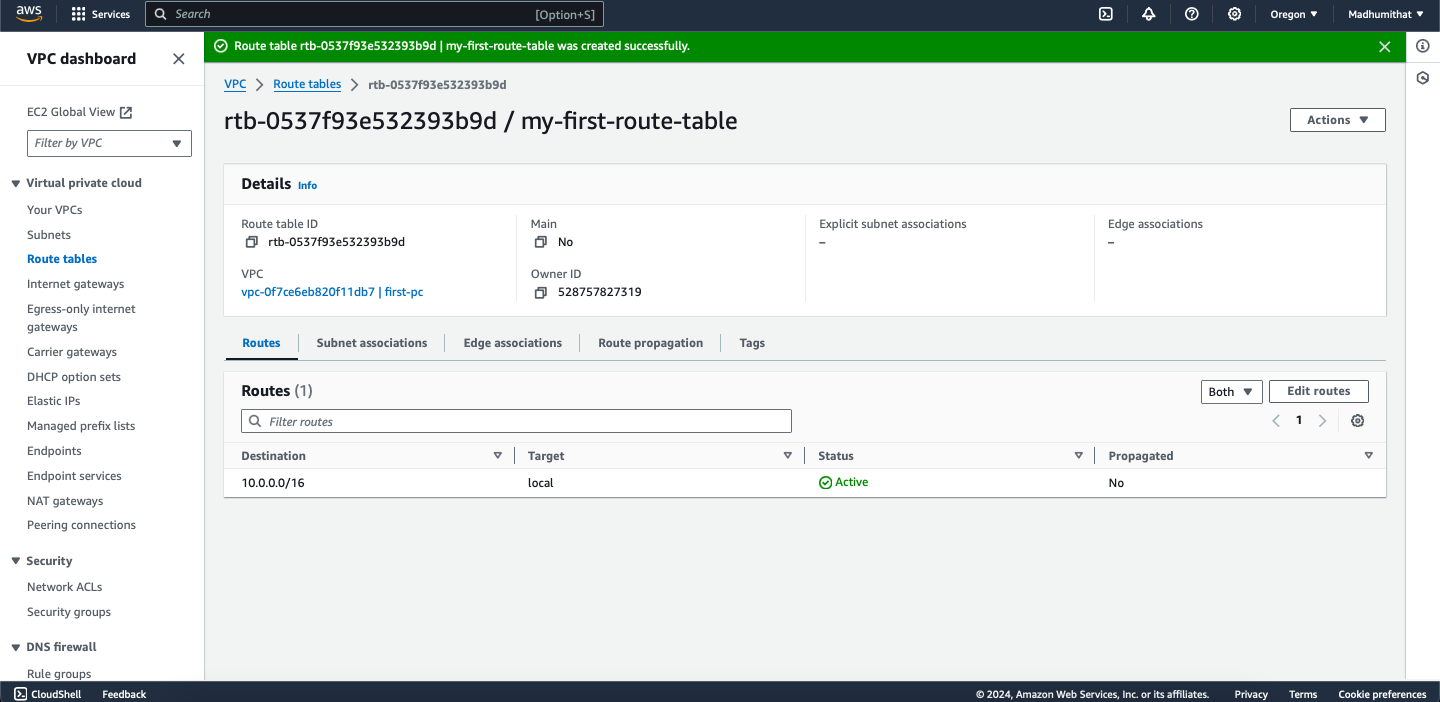 aws
Services
Search [Option+S]
Oregon
Madhumithat
VPC dashboard
EC2 Global View
Filter by VPC
Virtual private cloud
Your VPCs
Subnets
Route tables
Internet gateways
Egress-only internet
gateways
Carrier gateways
DHCP option sets
Elastic IPs
Managed prefix lists
Endpoints
Endpoint services
NAT gateways
Peering connections
Security
Network ACLs
Security groups
DNS firewall
Rule groups
Route table rtb-0537f93e532393b9d | my-first-route-table was created successfully.
VPC > Route tables > rtb-0537f93e532393b9d
rtb-0537f93e532393b9d / my-first-route-table
Actions
Details Info
Route table ID
rtb-0537f93e532393b9d
VPC
vpc-0f7ce6eb820f11db7 | first-pc
Main
No
Owner ID
528757827319
Explicit subnet associations
–
Edge associations
–
Routes
Subnet associations
Edge associations
Route propagation
Tags
Routes (1)
Both
Edit routes
Filter routes
1
Destination Target Status Propagated
10.0.0.0/16 local Active No
CloudShell
Feedback
© 2024, Amazon Web Services, Inc. or its affiliates.
Privacy
Terms
Cookie preferences